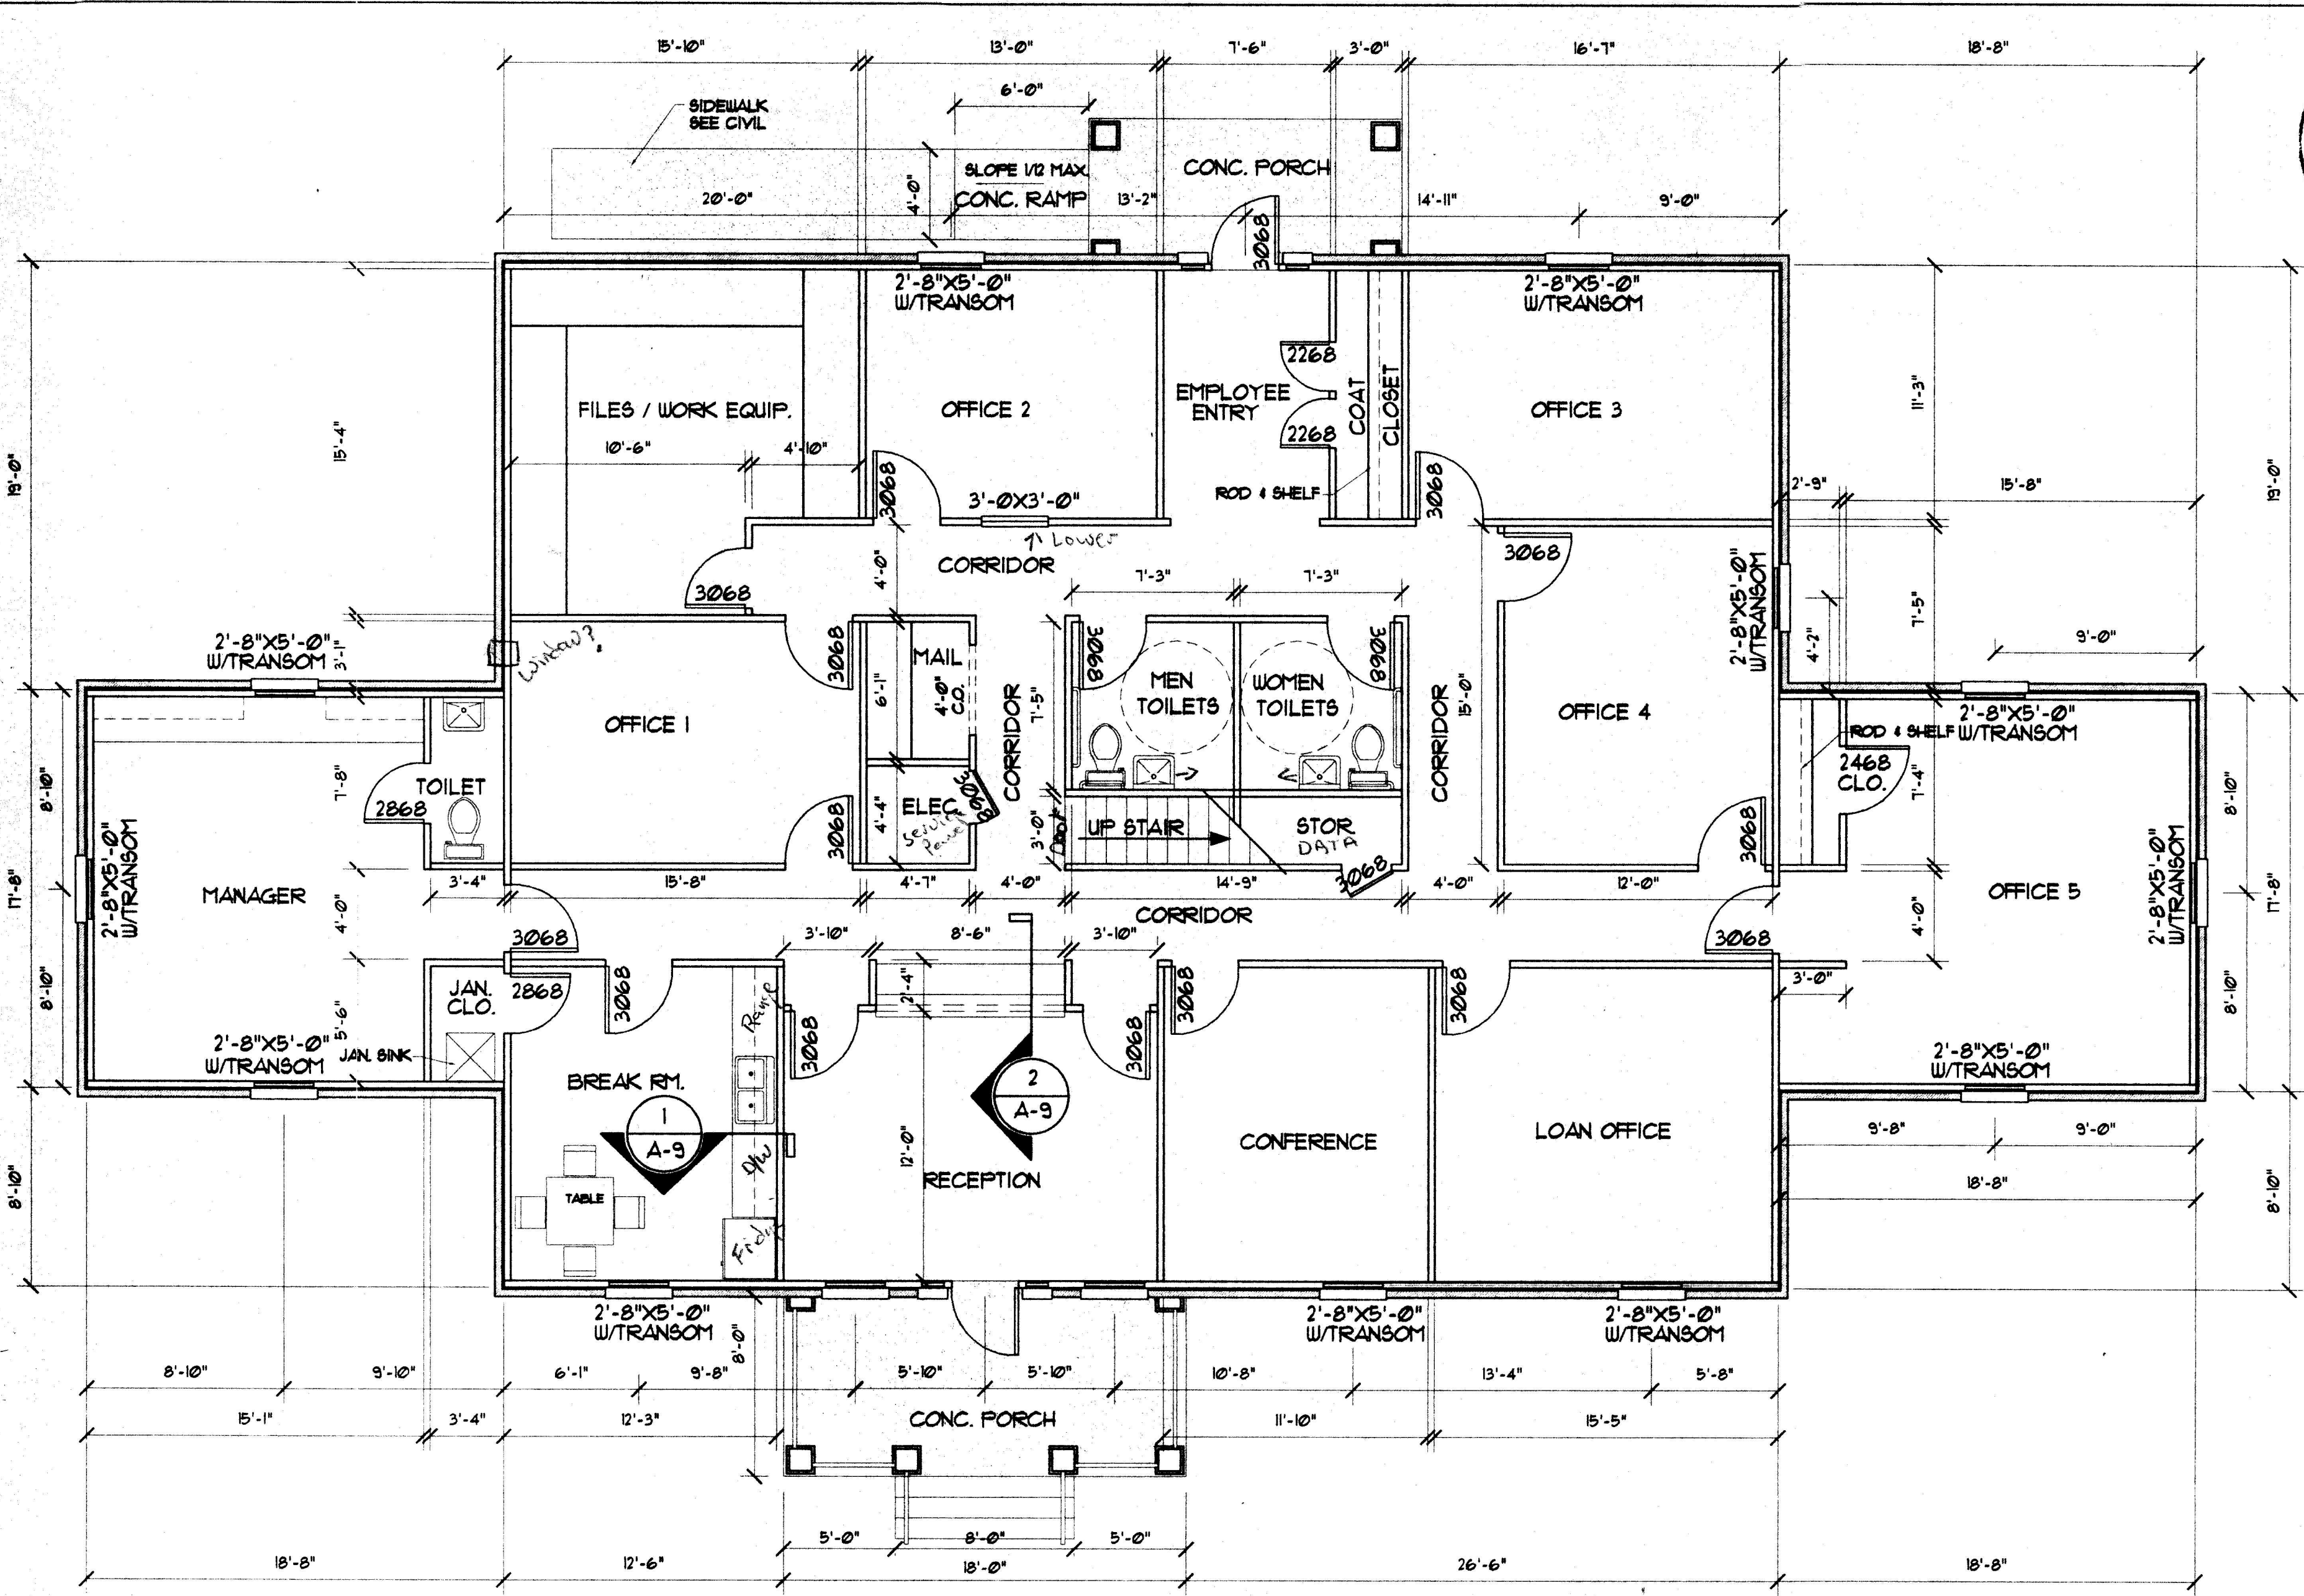 15'-10"
13'-0"
7'-6"
3'-0"
16'-7"
18'-8"
6'-0"
SIDEWALK
SEE CIVIL
SLOPE 1/12 MAX.
CONC. RAMP
CONC. PORCH
20'-0"
4'-0"
13'-2"
14'-11"
9'-0"
3068
2'-8"X5'-0"
W/TRANSOM
2'-8"X5'-0"
W/TRANSOM
19'-0"
15'-4"
FILES / WORK EQUIP.
10'-6"
4'-10"
OFFICE 2
3068
3'-0X3'-0"
↑ Lower
EMPLOYEE
ENTRY
2268
2268
COAT
CLOSET
ROD & SHELF
OFFICE 3
3068
11'-3"
2'-9"
15'-8"
19'-0"
3068
4'-0"
CORRIDOR
7'-3"
7'-3"
3068
2'-8"X5'-0"
W/TRANSOM
7'-5"
4'-2"
9'-0"
2'-8"X5'-0"
W/TRANSOM
3'-1"
Window?
3068
MAIL
4'-0"
C.O.
6'-1"
CORRIDOR
7'-5"
3068
MEN
TOILETS
WOMEN
TOILETS
3068
CORRIDOR
15'-0"
OFFICE 1
OFFICE 4
2'-8"X5'-0"
W/TRANSOM
ROD & SHELF
2468
CLO.
7'-4"
8'-10"
8'-10"
7'-8"
TOILET
2868
3068
4'-4"
ELEC.
Service
Panel
3068
3'-0"
Door
UP STAIR
STOR
DATA
3068
3068
17'-8"
2'-8"X5'-0"
W/TRANSOM
MANAGER
3'-4"
15'-8"
4'-7"
4'-0"
14'-9"
4'-0"
12'-0"
OFFICE 5
2'-8"X5'-0"
W/TRANSOM
17'-8"
4'-0"
3068
CORRIDOR
3'-10"
8'-6"
3'-10"
3068
4'-0"
8'-10"
JAN.
CLO.
2868
3068
Range
2'-4"
3068
3068
3068
3068
3'-0"
8'-10"
2'-8"X5'-0"
W/TRANSOM
5'-6"
JAN. SINK
BREAK RM.
1
A-9
2
A-9
2'-8"X5'-0"
W/TRANSOM
12'-0"
RECEPTION
CONFERENCE
LOAN OFFICE
9'-8"
9'-0"
18'-8"
8'-10"
D/W
TABLE
Fridg
8'-10"
2'-8"X5'-0"
W/TRANSOM
8'-0"
2'-8"X5'-0"
W/TRANSOM
2'-8"X5'-0"
W/TRANSOM
8'-10"
9'-10"
6'-1"
9'-8"
5'-10"
5'-10"
10'-8"
13'-4"
5'-8"
15'-1"
3'-4"
12'-3"
CONC. PORCH
11'-10"
15'-5"
5'-0"
8'-0"
5'-0"
18'-8"
12'-6"
18'-0"
26'-6"
18'-8"